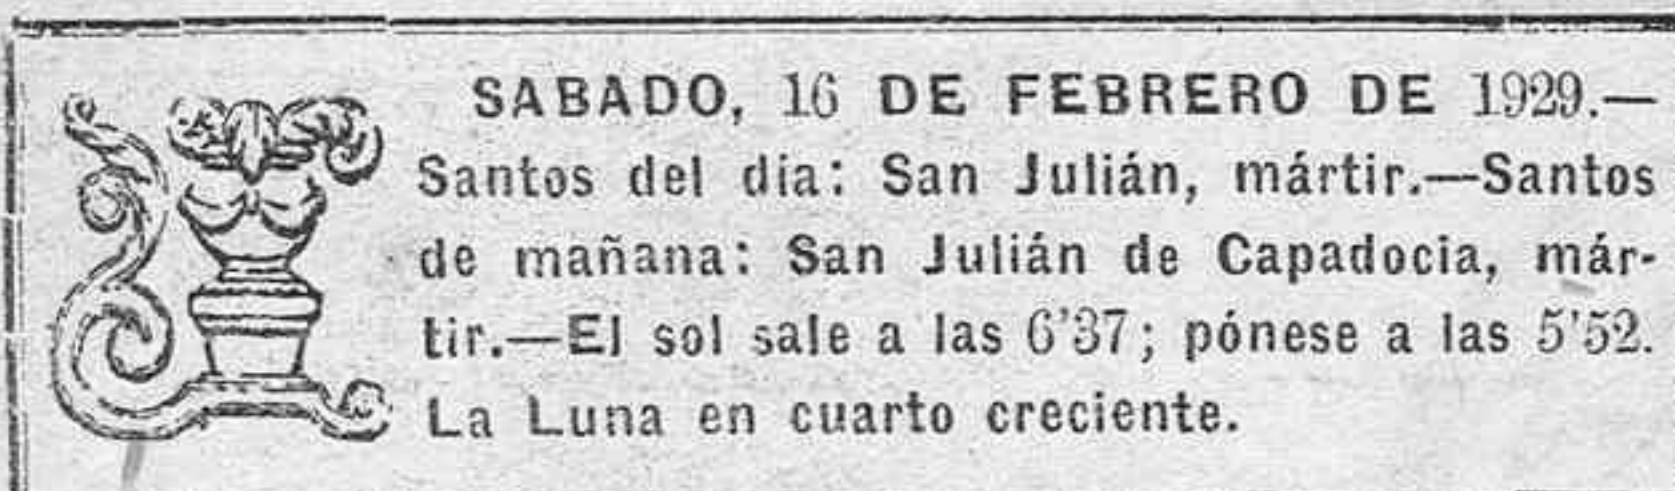 SABADO, 16 DE FEBRERO DE 1929.—
Santos del día: San Julián, mártir.—Santos
de mañana: San Julián de Capadocia, már-
tir.—El sol sale a las 6'37; pónese a las 5'52.
La Luna en cuarto creciente.